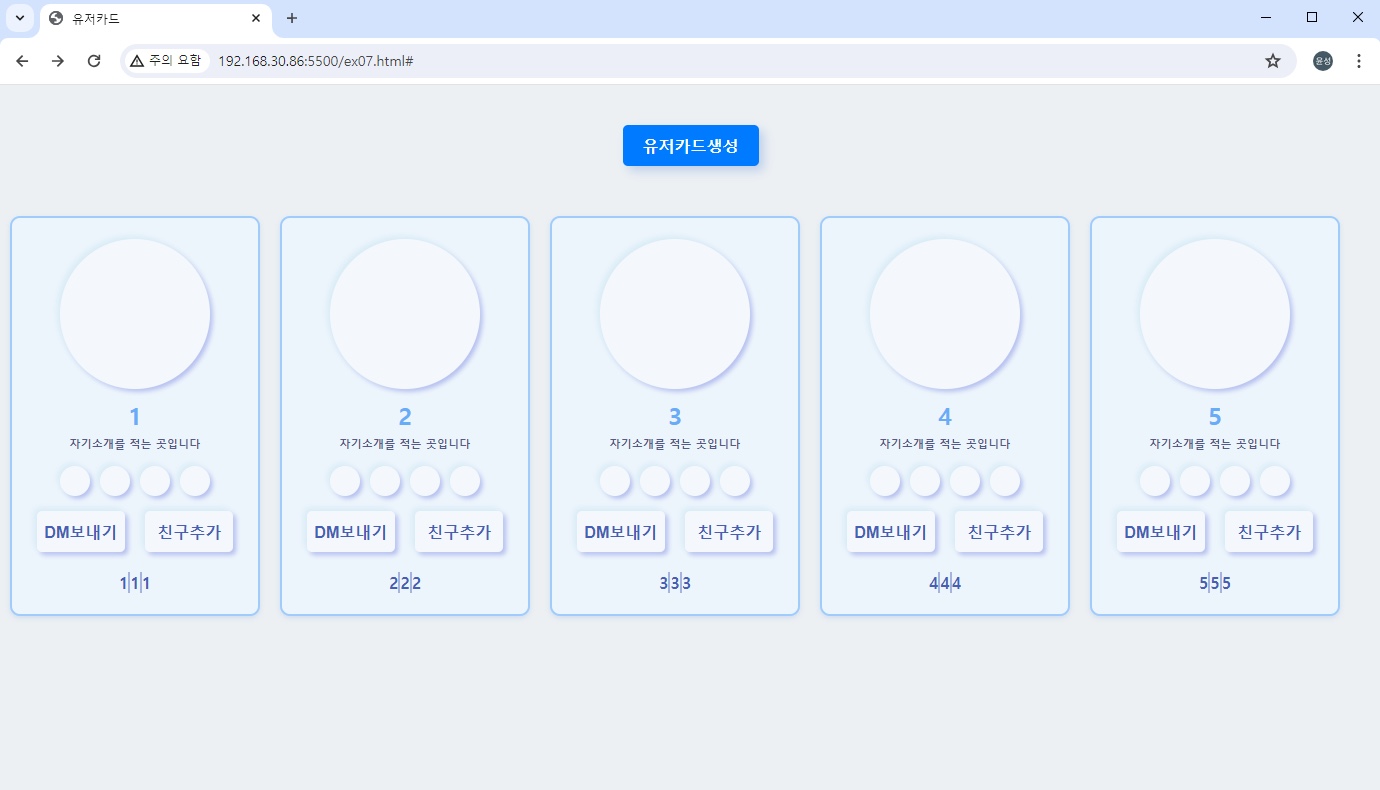 유저카드
주의 요함 192.168.30.86:5500/ex07.html# 윤성
유저카드생성
1 2 3 4 5
자기소개를 적는 곳입니다 자기소개를 적는 곳입니다 자기소개를 적는 곳입니다 자기소개를 적는 곳입니다 자기소개를 적는 곳입니다
DM보내기 친구추가 DM보내기 친구추가 DM보내기 친구추가 DM보내기 친구추가 DM보내기 친구추가
1|1|1 2|2|2 3|3|3 4|4|4 5|5|5